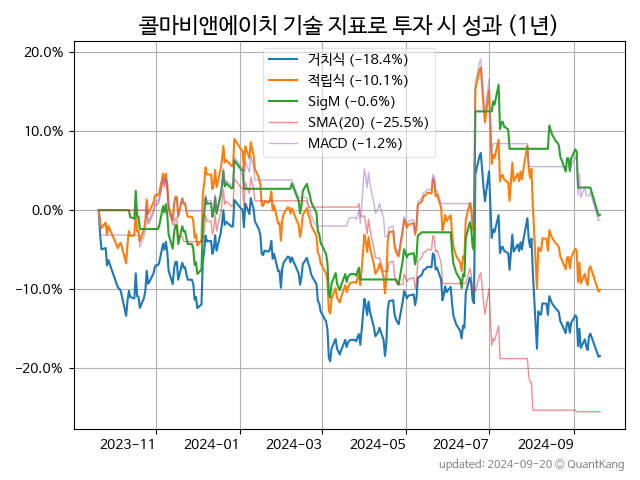 콜마비앤에이치 기술 지표로 투자 시 성과 (1년)
거치식 (-18.4%)
적립식 (-10.1%)
SigM (-0.6%)
SMA(20) (-25.5%)
MACD (-1.2%)
20.0%
10.0%
0.0%
-10.0%
-20.0%
2023-11 2024-01 2024-03 2024-05 2024-07 2024-09
updated: 2024-09-20 © QuantKang